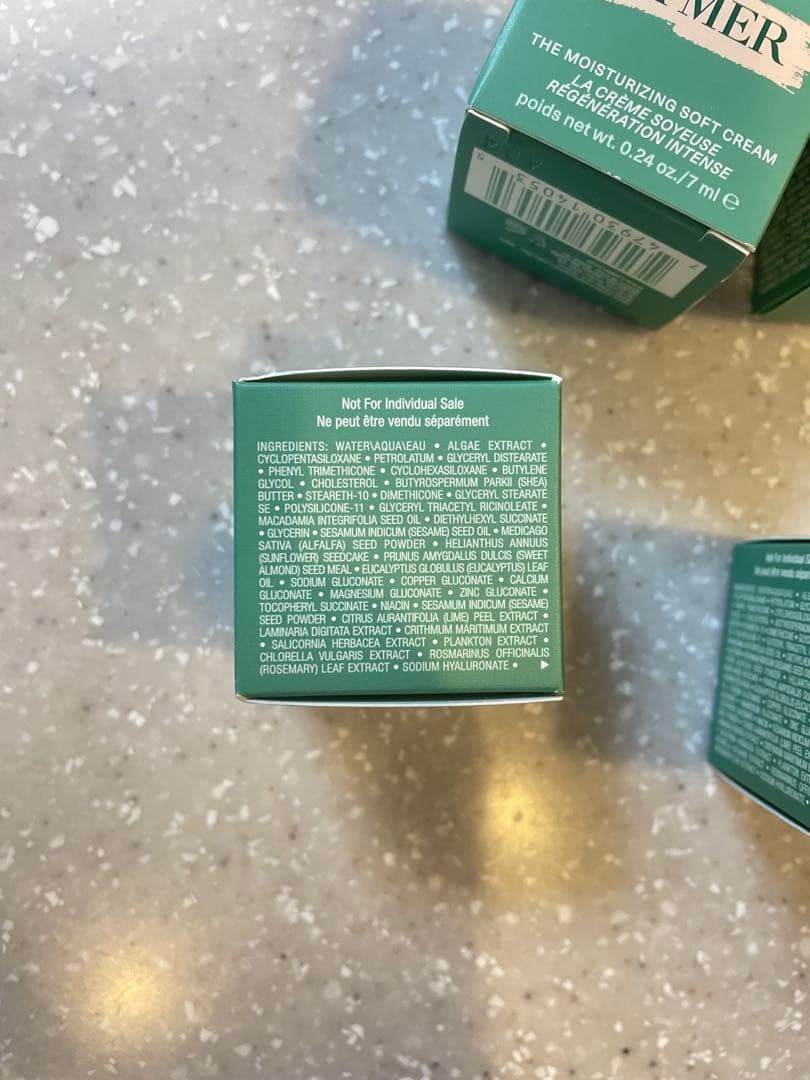 MER
THE MOISTURIZING SOFT CREAM
LA CRÈME SOYEUSE
RÉGÉNÉRATION INTENSE
poids net wt. 0.24 oz./7 ml e
7 47930 14053 5
Not For Individual Sale
Ne peut être vendu séparément
INGREDIENTS: WATER\AQUA\EAU • ALGAE EXTRACT •
CYCLOPENTASILOXANE • PETROLATUM • GLYCERYL DISTEARATE
• PHENYL TRIMETHICONE • CYCLOHEXASILOXANE • BUTYLENE
GLYCOL • CHOLESTEROL • BUTYROSPERMUM PARKII (SHEA)
BUTTER • STEARETH-10 • DIMETHICONE • GLYCERYL STEARATE
SE • POLYSILICONE-11 • GLYCERYL TRIACETYL RICINOLEATE •
MACADAMIA INTEGRIFOLIA SEED OIL • DIETHYLHEXYL SUCCINATE
• GLYCERIN • SESAMUM INDICUM (SESAME) SEED OIL • MEDICAGO
SATIVA (ALFALFA) SEED POWDER • HELIANTHUS ANNUUS
(SUNFLOWER) SEEDCAKE • PRUNUS AMYGDALUS DULCIS (SWEET
ALMOND) SEED MEAL • EUCALYPTUS GLOBULUS (EUCALYPTUS) LEAF
OIL • SODIUM GLUCONATE • COPPER GLUCONATE • CALCIUM
GLUCONATE • MAGNESIUM GLUCONATE • ZINC GLUCONATE •
TOCOPHERYL SUCCINATE • NIACIN • SESAMUM INDICUM (SESAME)
SEED POWDER • CITRUS AURANTIFOLIA (LIME) PEEL EXTRACT •
LAMINARIA DIGITATA EXTRACT • CRITHMUM MARITIMUM EXTRACT
• SALICORNIA HERBACEA EXTRACT • PLANKTON EXTRACT •
CHLORELLA VULGARIS EXTRACT • ROSMARINUS OFFICINALIS
(ROSEMARY) LEAF EXTRACT • SODIUM HYALURONATE • ▶